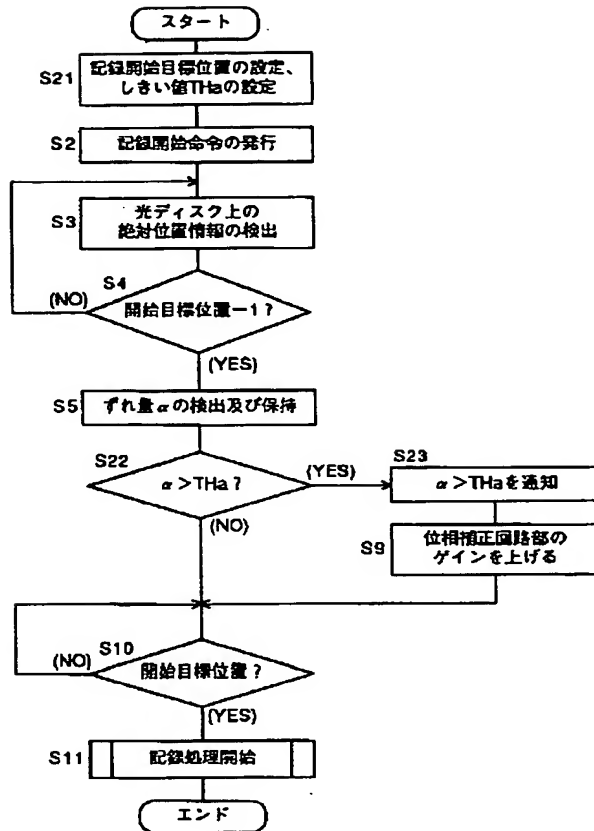 スタート
S21
記録開始目標位置の設定、
しきい値THaの設定
S2
記録開始命令の発行
S3
光ディスク上の
絶対位置情報の検出
S4
(NO)
開始目標位置－1？
(YES)
S5
ずれ量αの検出及び保持
S22
α＞THa？
(YES)
(NO)
S23
α＞THaを通知
S9
位相補正回路部の
ゲインを上げる
S10
(NO)
開始目標位置？
(YES)
S11
記録処理開始
エンド